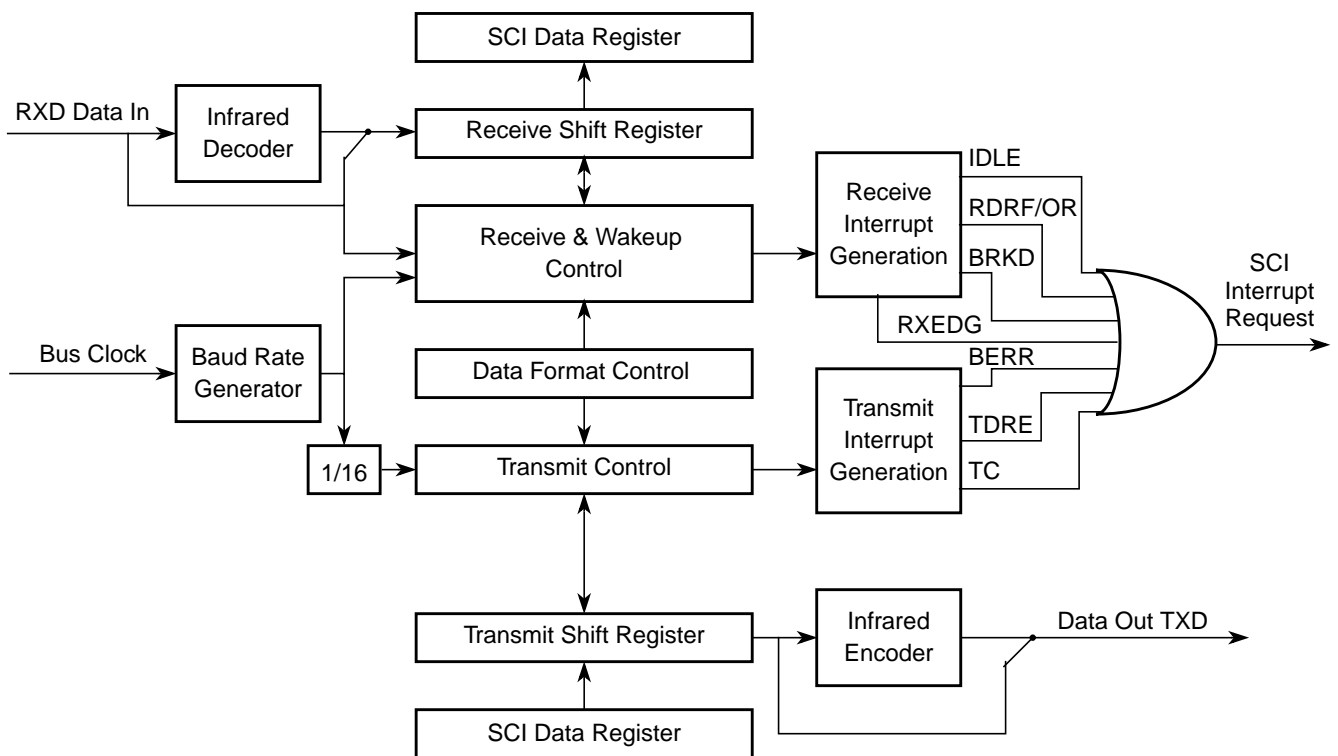 SCI Data Register
RXD Data In
Infrared
Decoder
Receive Shift Register
Receive & Wakeup
Control
Receive
Interrupt
Generation
IDLE
RDRF/OR
BRKD
RXEDG
SCI
Interrupt
Request
Bus Clock
Baud Rate
Generator
Data Format Control
BERR
Transmit
Interrupt
Generation
TDRE
TC
1/16
Transmit Control
Transmit Shift Register
Infrared
Encoder
Data Out TXD
SCI Data Register